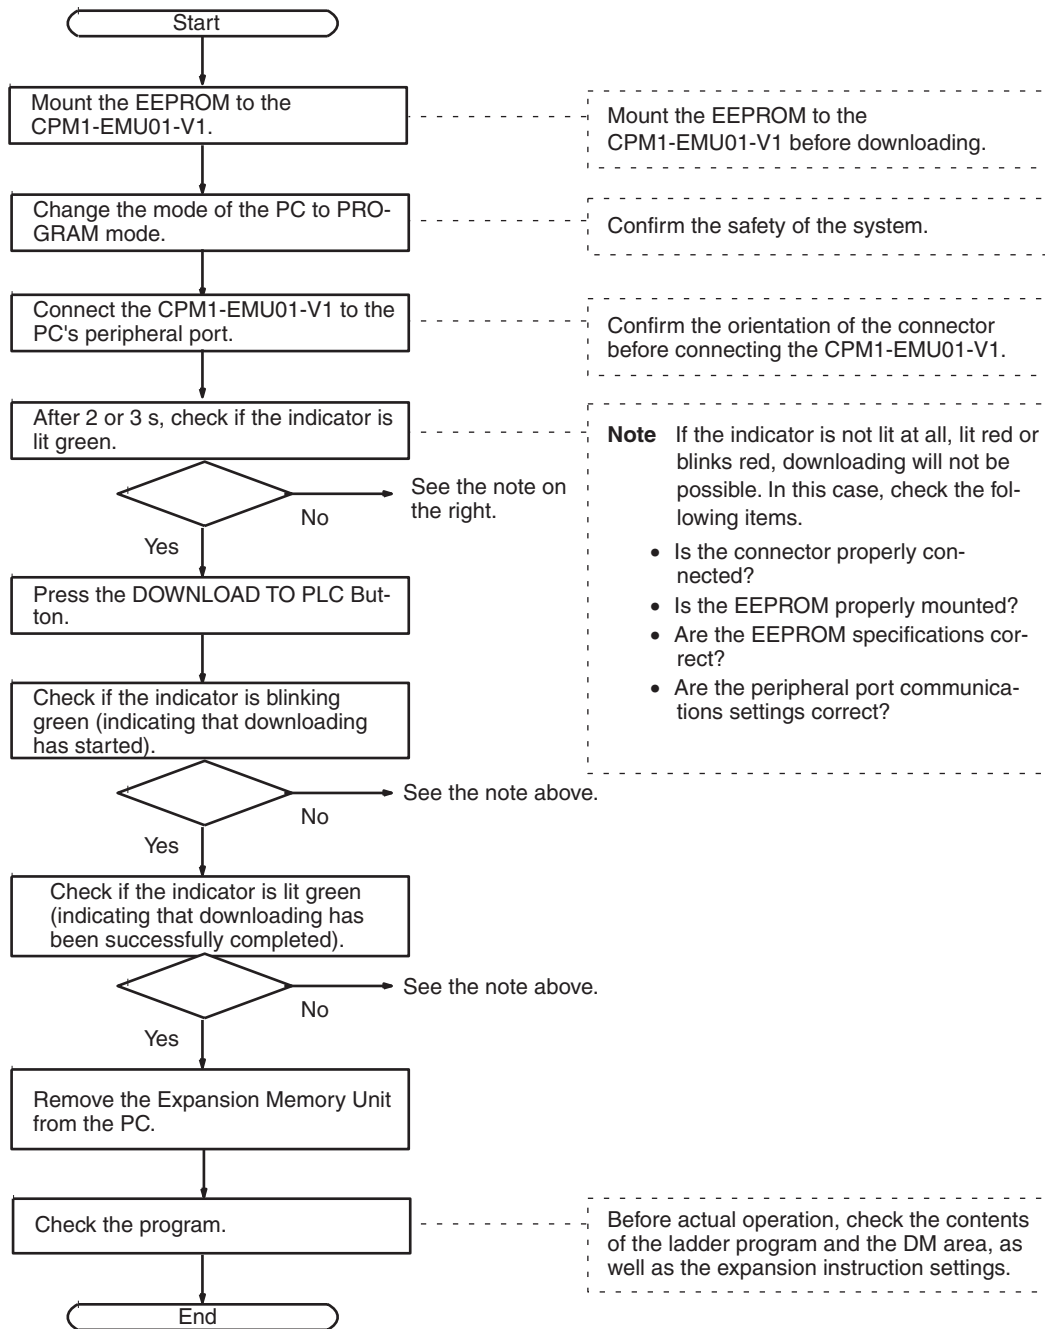 Start
Mount the EEPROM to the
CPM1-EMU01-V1.
Mount the EEPROM to the
CPM1-EMU01-V1 before downloading.
Change the mode of the PC to PRO-
GRAM mode.
Confirm the safety of the system.
Connect the CPM1-EMU01-V1 to the
PC's peripheral port.
Confirm the orientation of the connector
before connecting the CPM1-EMU01-V1.
After 2 or 3 s, check if the indicator is
lit green.
Note If the indicator is not lit at all, lit red or
blinks red, downloading will not be
possible. In this case, check the fol-
lowing items.
• Is the connector properly con-
nected?
• Is the EEPROM properly mounted?
• Are the EEPROM specifications cor-
rect?
• Are the peripheral port communica-
tions settings correct?
See the note on
the right.
No
Yes
Press the DOWNLOAD TO PLC But-
ton.
Check if the indicator is blinking
green (indicating that downloading
has started).
See the note above.
No
Yes
Check if the indicator is lit green
(indicating that downloading has
been successfully completed).
See the note above.
No
Yes
Remove the Expansion Memory Unit
from the PC.
Check the program.
Before actual operation, check the contents
of the ladder program and the DM area, as
well as the expansion instruction settings.
End